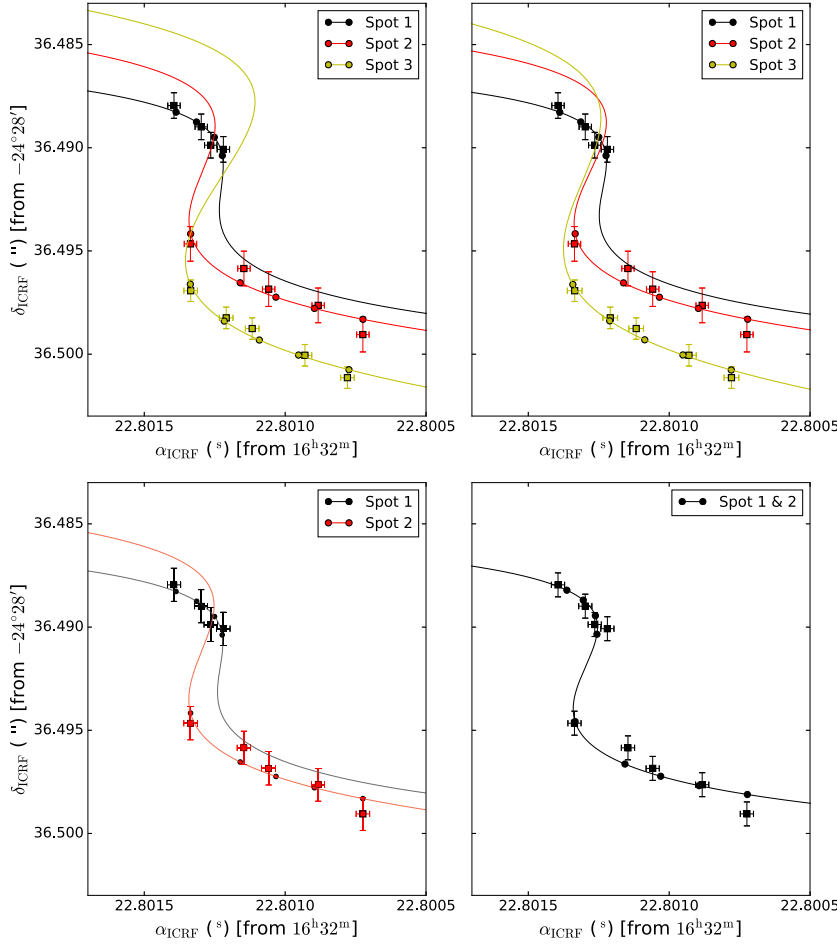 Spot 1
Spot 2
Spot 3
36.485
36.490
36.495
36.500
δICRF ( ") [from −24°28′]
22.8015
22.8010
22.8005
αICRF (ˢ) [from 16ʰ32ᵐ]
Spot 1
Spot 2
Spot 3
22.8015
22.8010
22.8005
αICRF (ˢ) [from 16ʰ32ᵐ]
Spot 1
Spot 2
36.485
36.490
36.495
36.500
δICRF ( ") [from −24°28′]
22.8015
22.8010
22.8005
αICRF (ˢ) [from 16ʰ32ᵐ]
Spot 1 & 2
22.8015
22.8010
22.8005
αICRF (ˢ) [from 16ʰ32ᵐ]